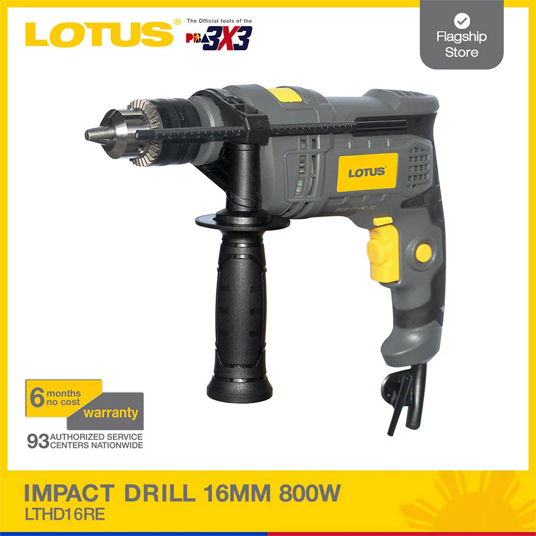 LOTUS®
The Official tools of the
PBA 3X3
Flagship
Store
LOTUS
6 months
no cost
warranty
93 AUTHORIZED SERVICE
CENTERS NATIONWIDE
IMPACT DRILL 16MM 800W
LTHD16RE